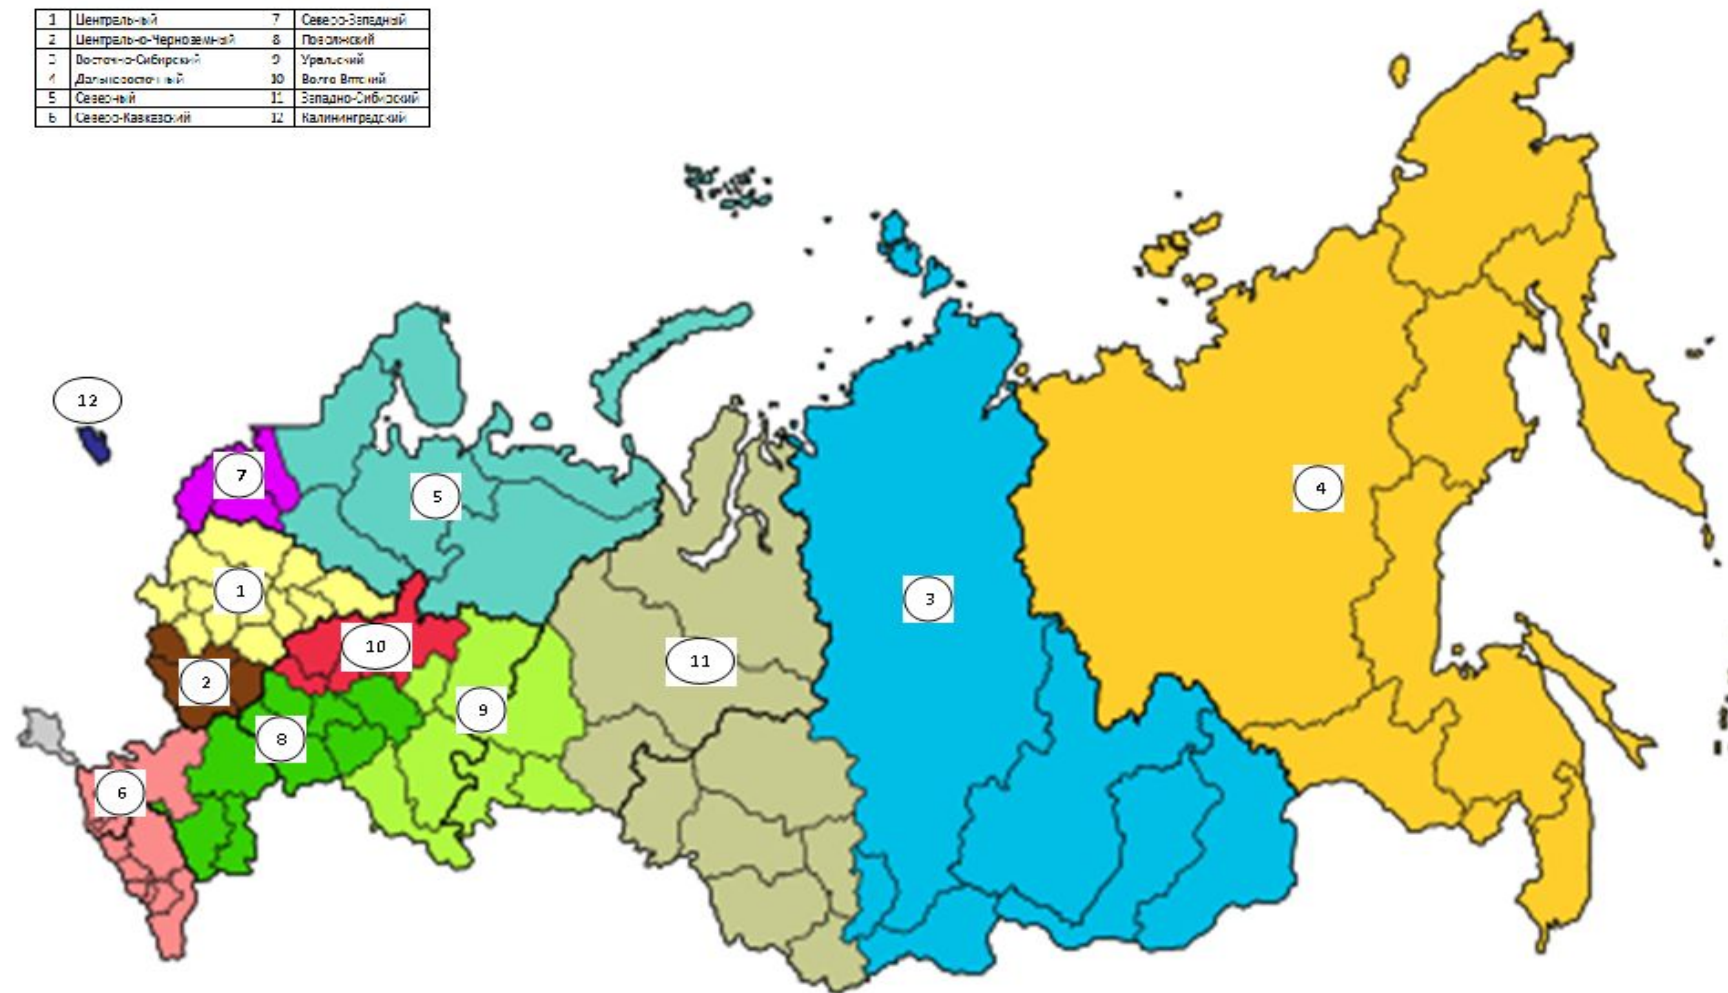 1 Центральный 7 Северо-Западный
2 Центрально-Черноземный 8 Поволжский
3 Восточно-Сибирский 9 Уральский
4 Дальневосточный 10 Волго-Вятский
5 Северный 11 Западно-Сибирский
6 Северо-Кавказский 12 Калининградский
12
7
5
4
1
3
10
11
2
9
8
6